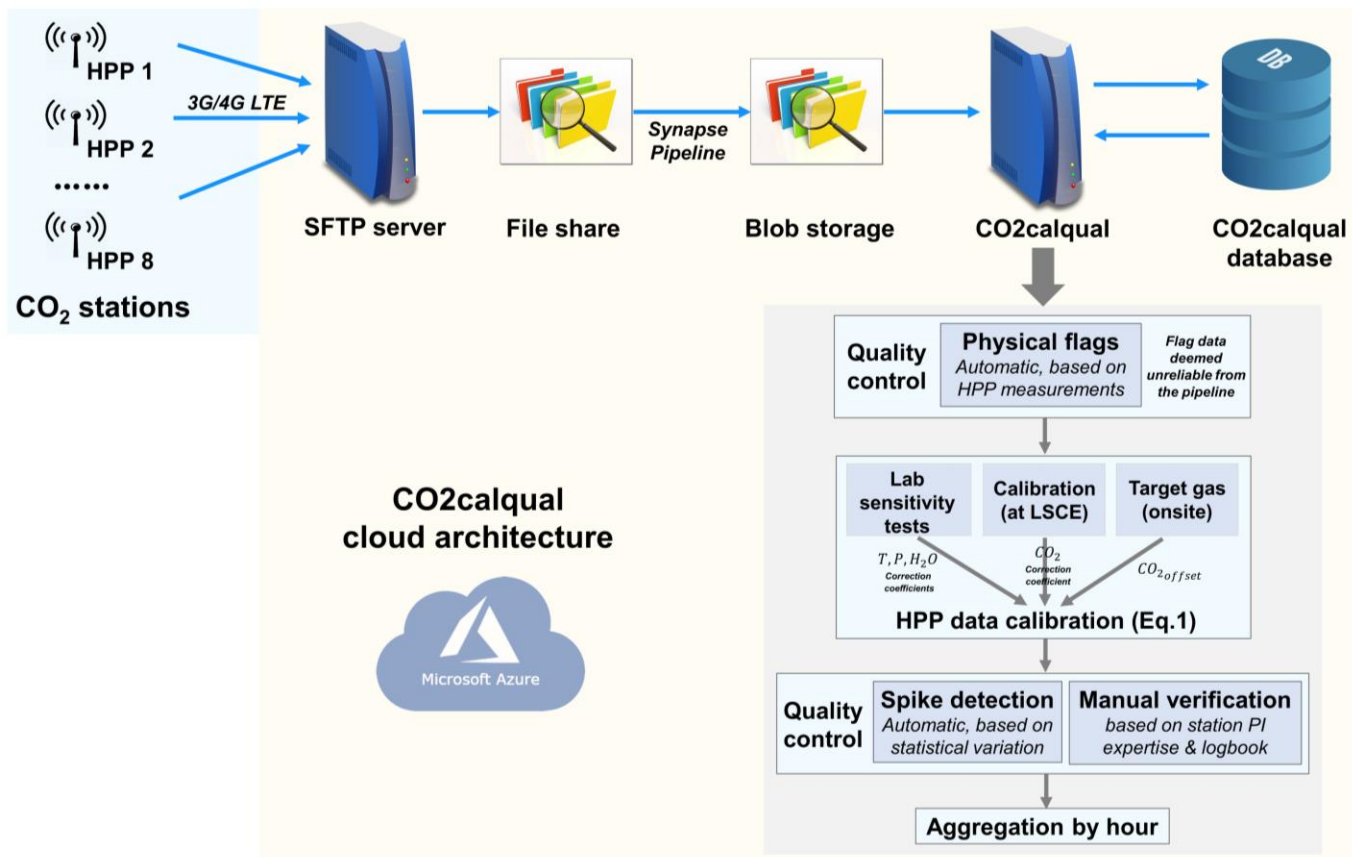 HPP 1
3G/4G LTE
HPP 2
......
HPP 8
CO2 stations
SFTP server
File share
Synapse
Pipeline
Blob storage
CO2calqual
DB
CO2calqual
database
Quality
control
Physical flags
Automatic, based on
HPP measurements
Flag data
deemed
unreliable from
the pipeline
Lab
sensitivity
tests
Calibration
(at LSCE)
Target gas
(onsite)
T, P, H2O
Correction
coefficients
CO2
Correction
coefficient
CO2offset
HPP data calibration (Eq.1)
Quality
control
Spike detection
Automatic, based on
statistical variation
Manual verification
based on station PI
expertise & logbook
Aggregation by hour
CO2calqual
cloud architecture
Microsoft Azure